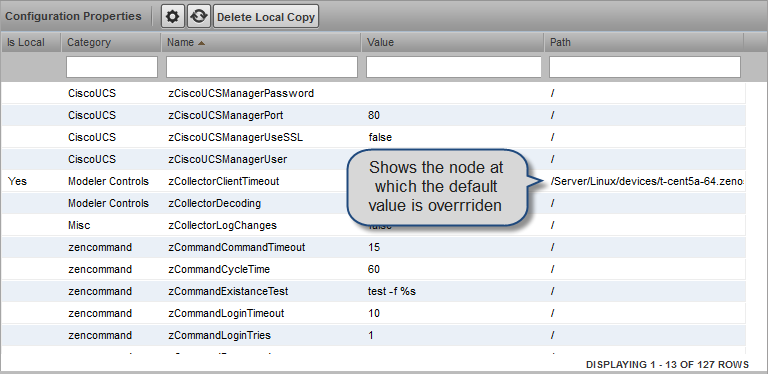 Configuration Properties Delete Local Copy
Is Local Category Name Value Path
CiscoUCS zCiscoUCSManagerPassword /
CiscoUCS zCiscoUCSManagerPort 80 /
CiscoUCS zCiscoUCSManagerUseSSL false /
CiscoUCS zCiscoUCSManagerUser /
Yes Modeler Controls zCollectorClientTimeout /Server/Linux/devices/t-cent5a-64.zeno
Modeler Controls zCollectorDecoding /
Misc zCollectorLogChanges /
Shows the node at
which the default
value is overrriden
zencommand zCommandCommandTimeout 15 /
zencommand zCommandCycleTime 60 /
zencommand zCommandExistanceTest test -f %s /
zencommand zCommandLoginTimeout 10 /
zencommand zCommandLoginTries 1 /
DISPLAYING 1 - 13 OF 127 ROWS